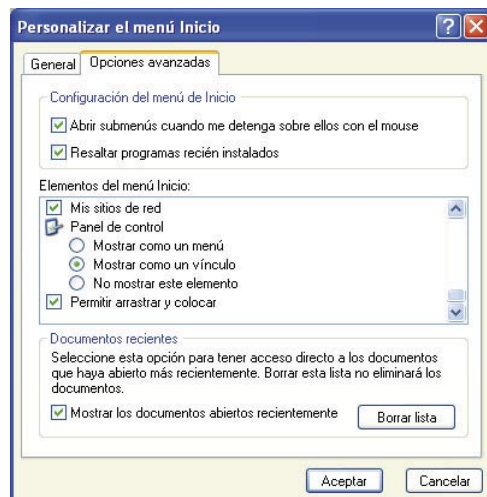 Personalizar el menú Inicio
General
Opciones avanzadas
Configuración del menú de Inicio
Abrir submenús cuando me detenga sobre ellos con el mouse
Resaltar programas recién instalados
Elementos del menú Inicio:
Mis sitios de red
Panel de control
Mostrar como un menú
Mostrar como un vínculo
No mostrar este elemento
Permitir arrastrar y colocar
Documentos recientes
Seleccione esta opción para tener acceso directo a los documentos
que haya abierto más recientemente. Borrar esta lista no eliminará los
documentos.
Mostrar los documentos abiertos recientemente
Borrar lista
Aceptar
Cancelar